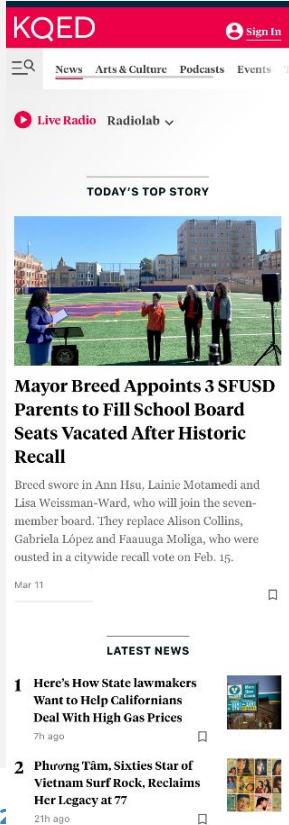 KQED
Sign In
News Arts & Culture Podcasts Events
Live Radio Radiolab
TODAY'S TOP STORY
Mayor Breed Appoints 3 SFUSD
Parents to Fill School Board
Seats Vacated After Historic
Recall
Breed swore in Ann Hsu, Lainie Motamedi and
Lisa Weissman-Ward, who will join the seven-
member board. They replace Alison Collins,
Gabriela López and Faauuga Moliga, who were
ousted in a citywide recall vote on Feb. 15.
Mar 11
LATEST NEWS
1 Here's How State lawmakers
Want to Help Californians
Deal With High Gas Prices
7h ago
2 Phương Tâm, Sixties Star of
Vietnam Surf Rock, Reclaims
Her Legacy at 77
21h ago